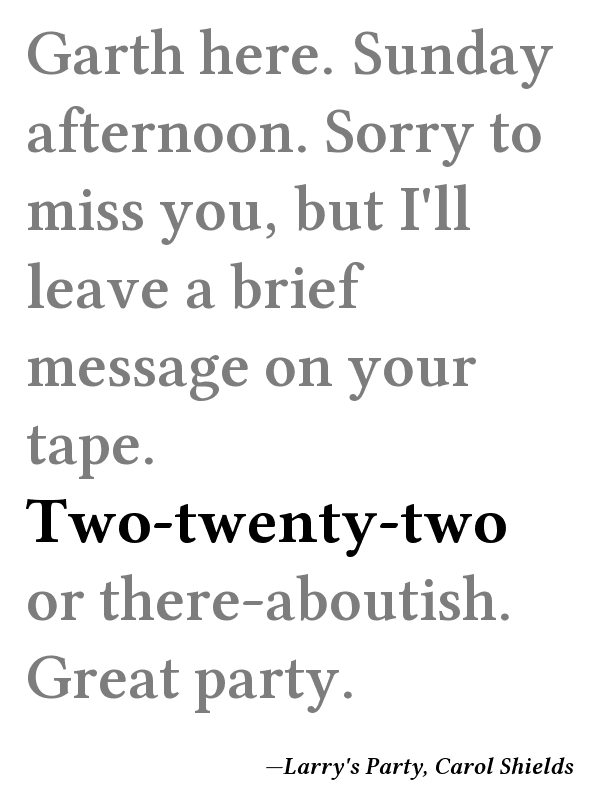 Garth here. Sunday
afternoon. Sorry to
miss you, but I'll
leave a brief
message on your
tape.
Two-twenty-two
or there-aboutish.
Great party.
—Larry's Party, Carol Shields